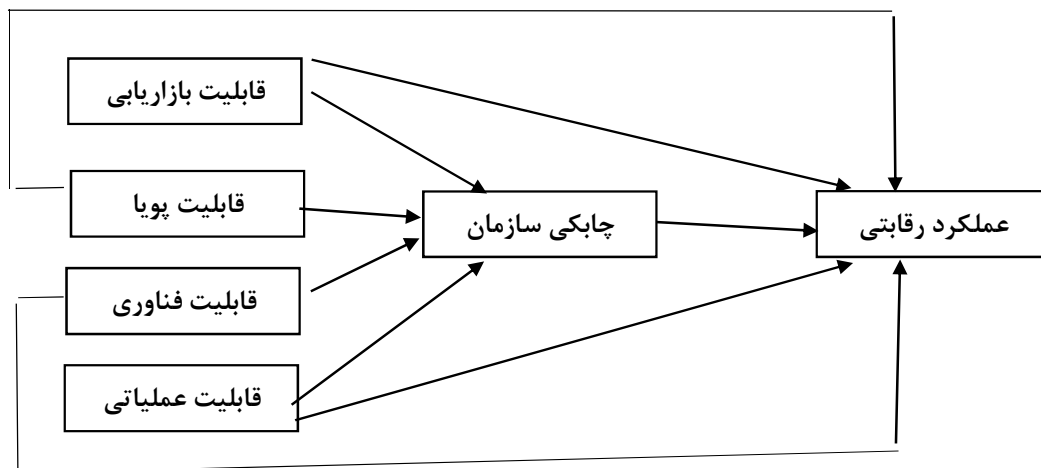 قابلیت بازاریابی
قابلیت پویا
قابلیت فناوری
قابلیت عملیاتی
چابکی سازمان
عملکرد رقابتی